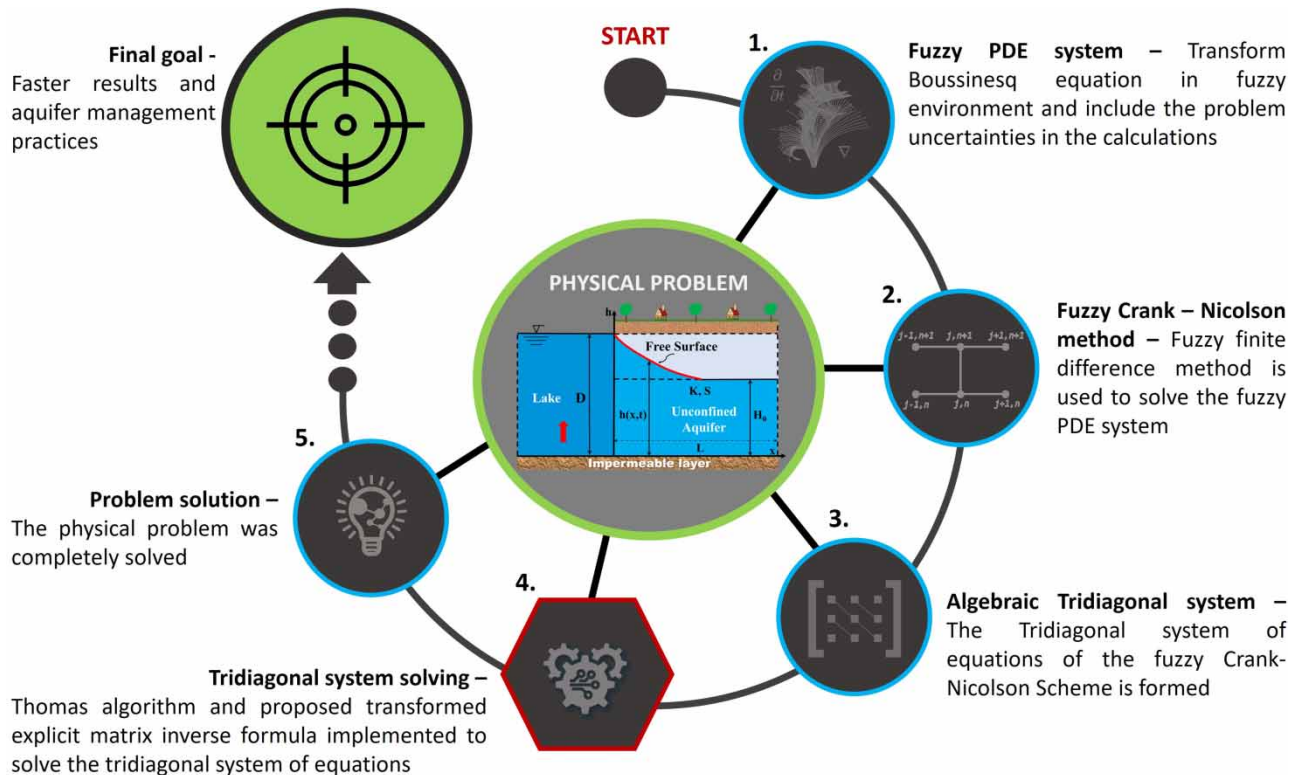 START
1.
Fuzzy PDE system – Transform
Boussinesq equation in fuzzy
environment and include the problem
uncertainties in the calculations
∂
∂t
∇
2.
Fuzzy Crank – Nicolson
method – Fuzzy finite
difference method is
used to solve the fuzzy
PDE system
j-1,n+1 j,n+1 j+1,n+1
j-1,n j,n j+1,n
3.
Algebraic Tridiagonal system –
The Tridiagonal system of
equations of the fuzzy Crank-
Nicolson Scheme is formed
4.
Tridiagonal system solving –
Thomas algorithm and proposed transformed
explicit matrix inverse formula implemented to
solve the tridiagonal system of equations
5.
Problem solution –
The physical problem was
completely solved
Final goal -
Faster results and
aquifer management
practices
PHYSICAL PROBLEM
h
Free Surface
K, S
Lake
D
h(x,t)
Unconfined
Aquifer
H₀
L
x
Impermeable layer